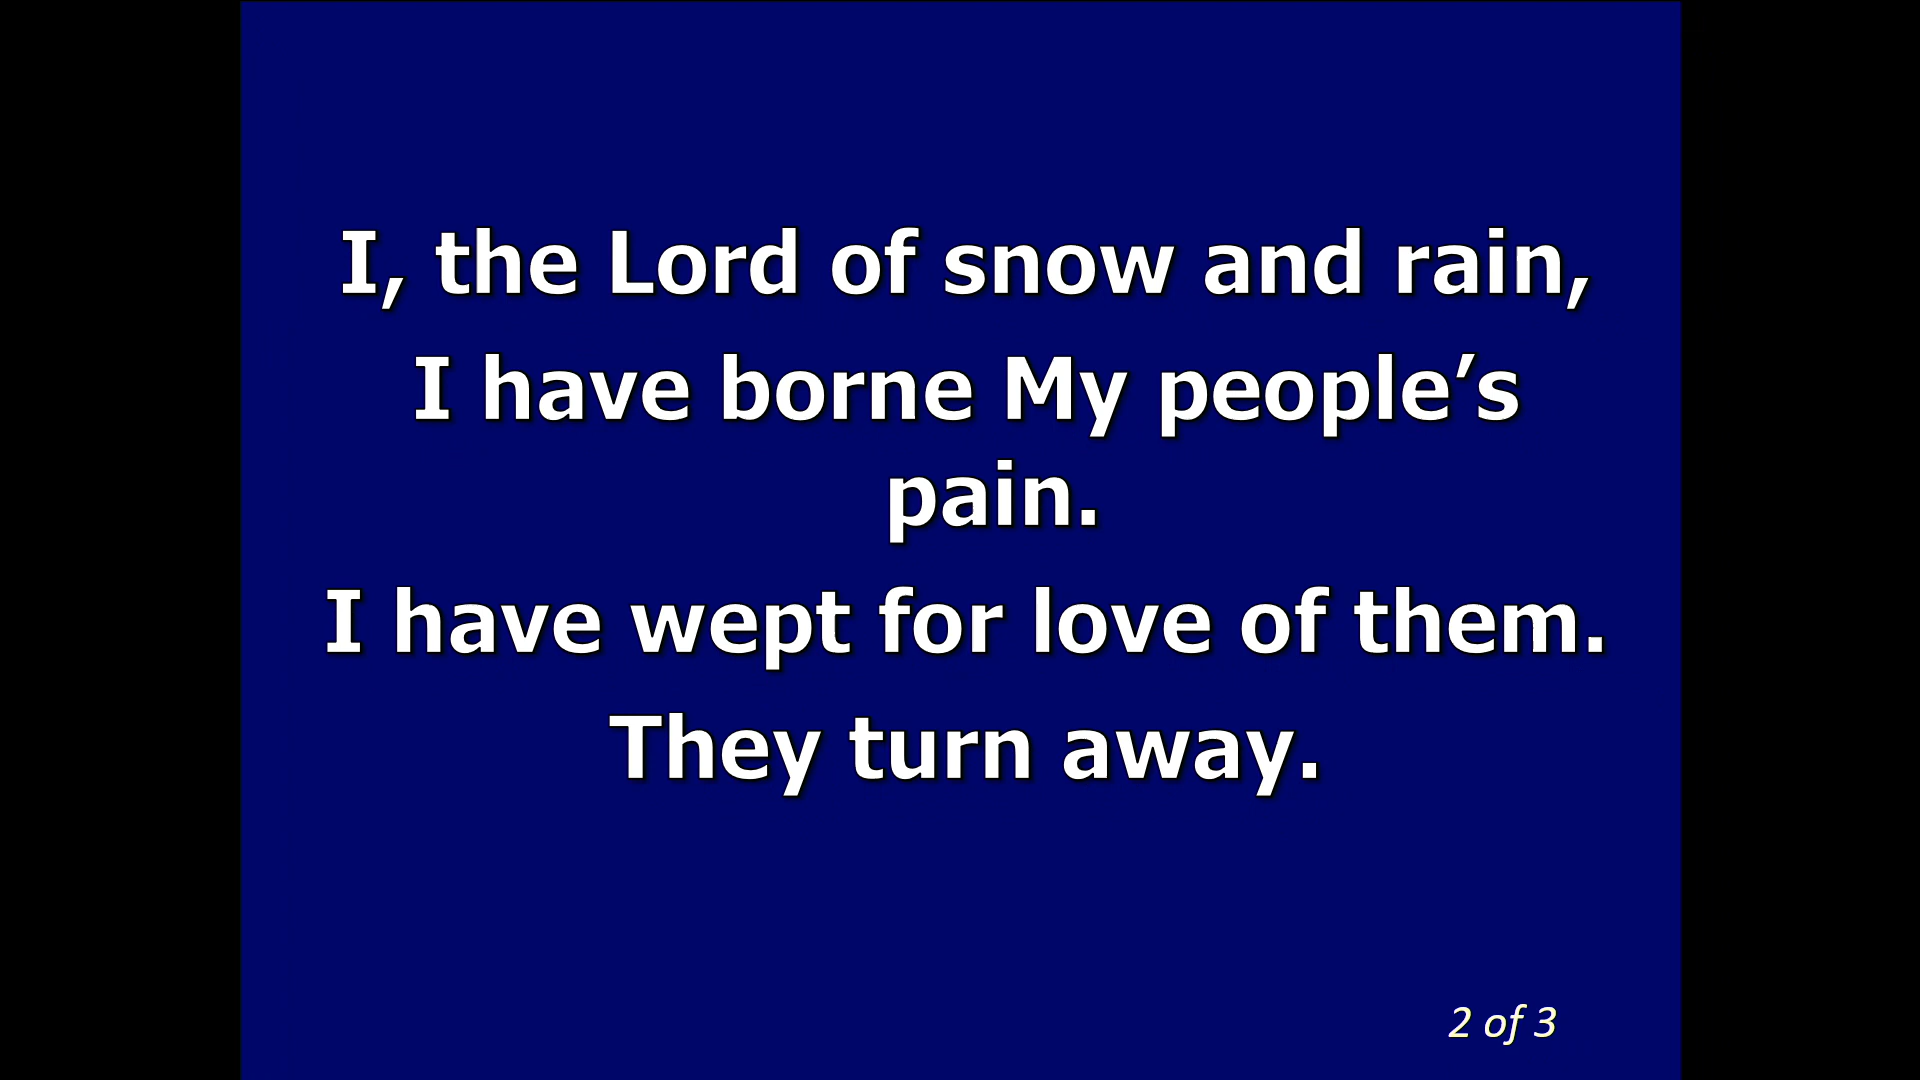 I, the Lord of snow and rain,
I have borne My people’s
pain.
I have wept for love of them.
They turn away.
2 of 3